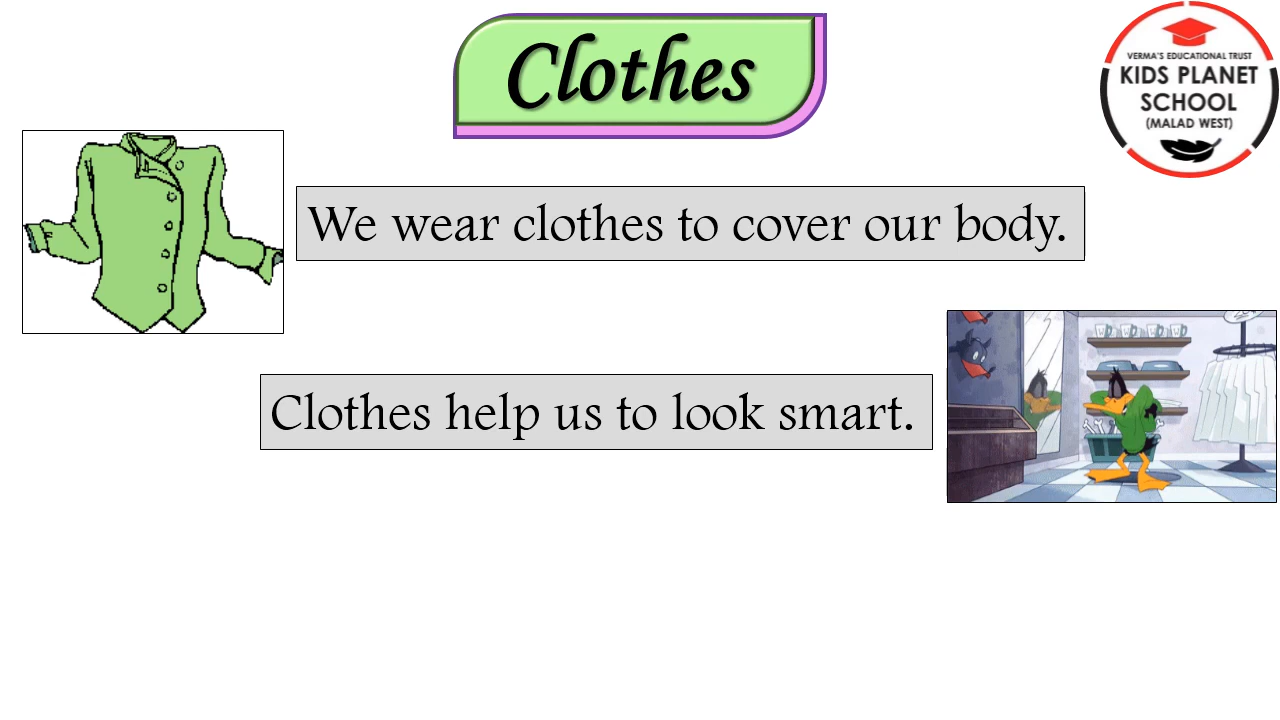 Clothes
VERMA'S EDUCATIONAL TRUST
KIDS PLANET
SCHOOL
(MALAD WEST)
We wear clothes to cover our body.
Clothes help us to look smart.